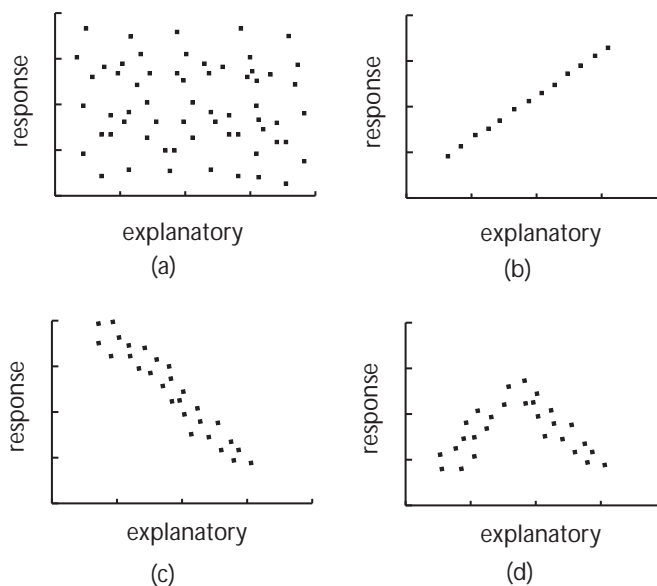 response
explanatory
(a)
response
explanatory
(b)
response
explanatory
(c)
response
explanatory
(d)